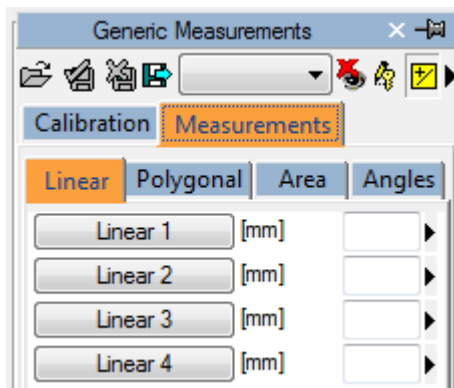 Generic Measurements
Calibration Measurements
Linear Polygonal Area Angles
Linear 1 [mm]
Linear 2 [mm]
Linear 3 [mm]
Linear 4 [mm]